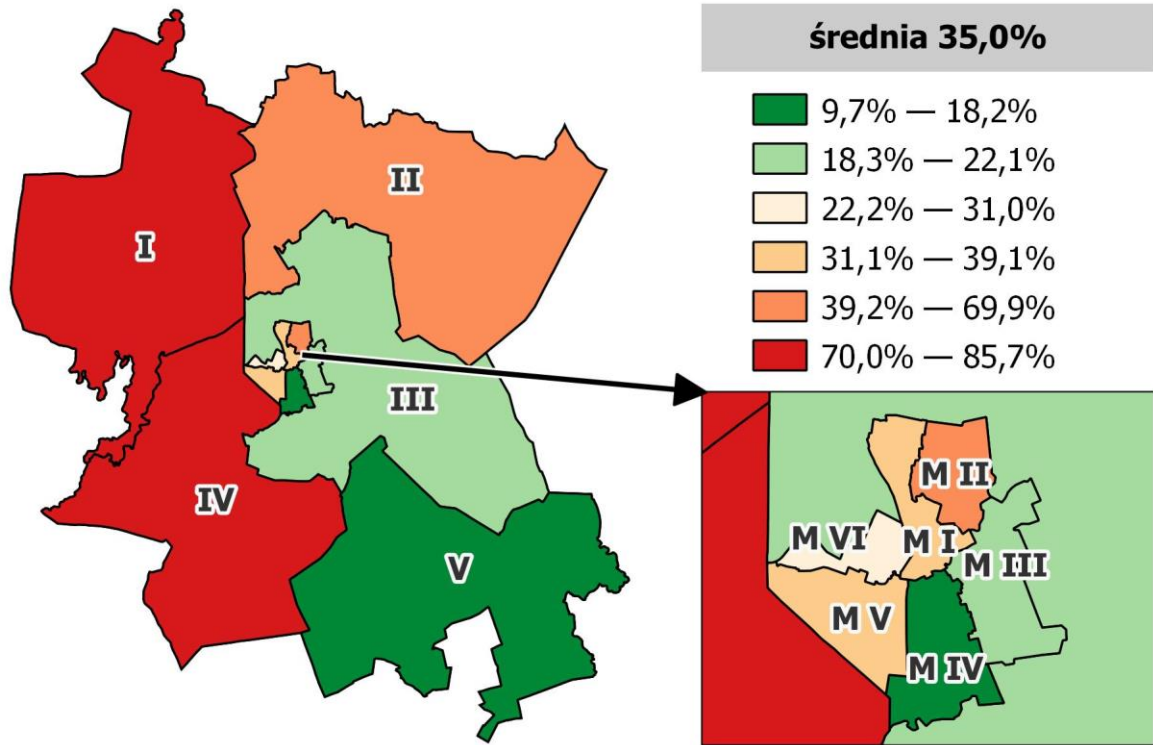 średnia 35,0%
9,7% — 18,2%
18,3% — 22,1%
22,2% — 31,0%
31,1% — 39,1%
39,2% — 69,9%
70,0% — 85,7%
I
II
III
IV
V
M II
M VI
M I
M III
M V
M IV